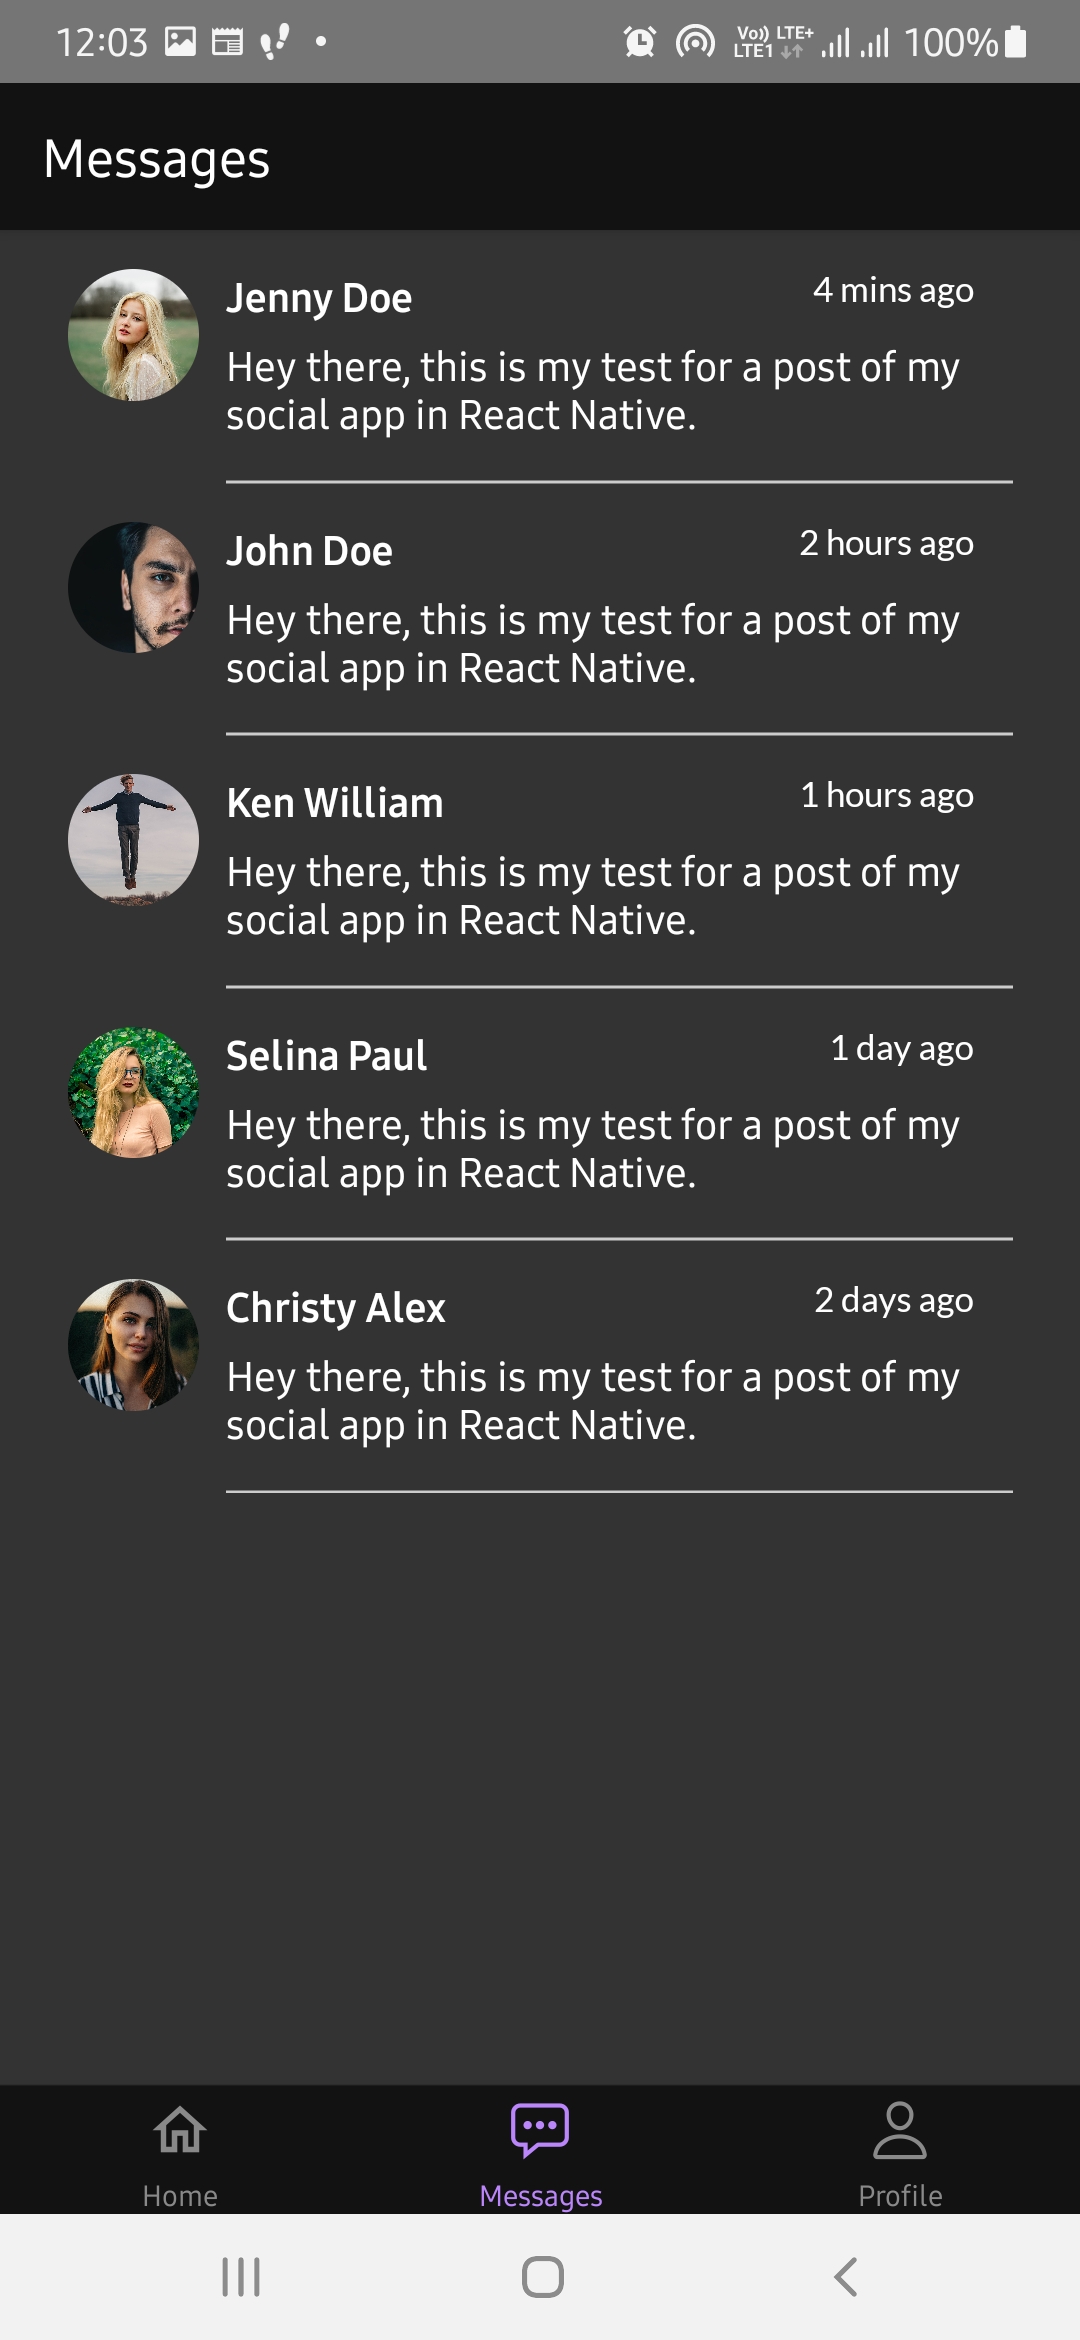 12:03 Vo)) LTE+ LTE1 100%
Messages
Jenny Doe 4 mins ago
Hey there, this is my test for a post of my
social app in React Native.
John Doe 2 hours ago
Hey there, this is my test for a post of my
social app in React Native.
Ken William 1 hours ago
Hey there, this is my test for a post of my
social app in React Native.
Selina Paul 1 day ago
Hey there, this is my test for a post of my
social app in React Native.
Christy Alex 2 days ago
Hey there, this is my test for a post of my
social app in React Native.
Home Messages Profile